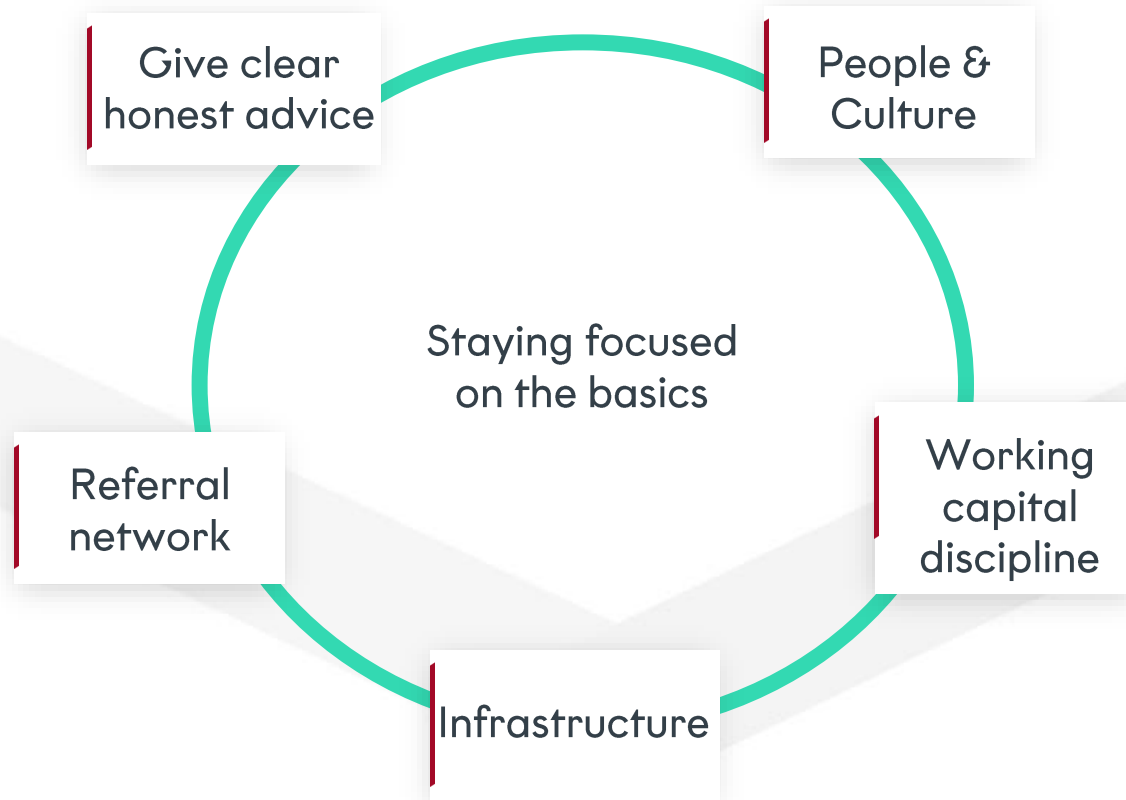 Give clear
honest advice
People &
Culture
Staying focused
on the basics
Referral
network
Working
capital
discipline
Infrastructure